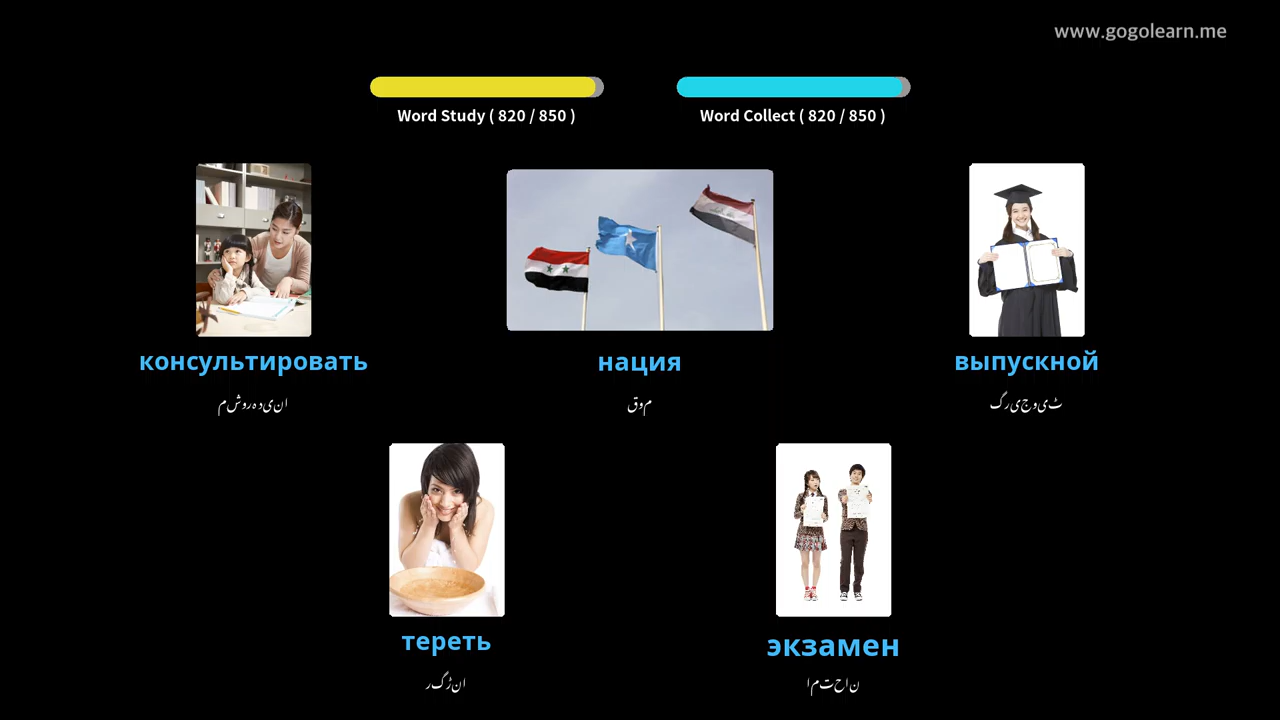 www.gogolearn.me
Word Study ( 820 / 850 )
Word Collect ( 820 / 850 )
консультировать
нация
выпускной
مشورہ دینا
قوم
گریجویٹ
тереть
экзамен
رگڑنا
امتحان